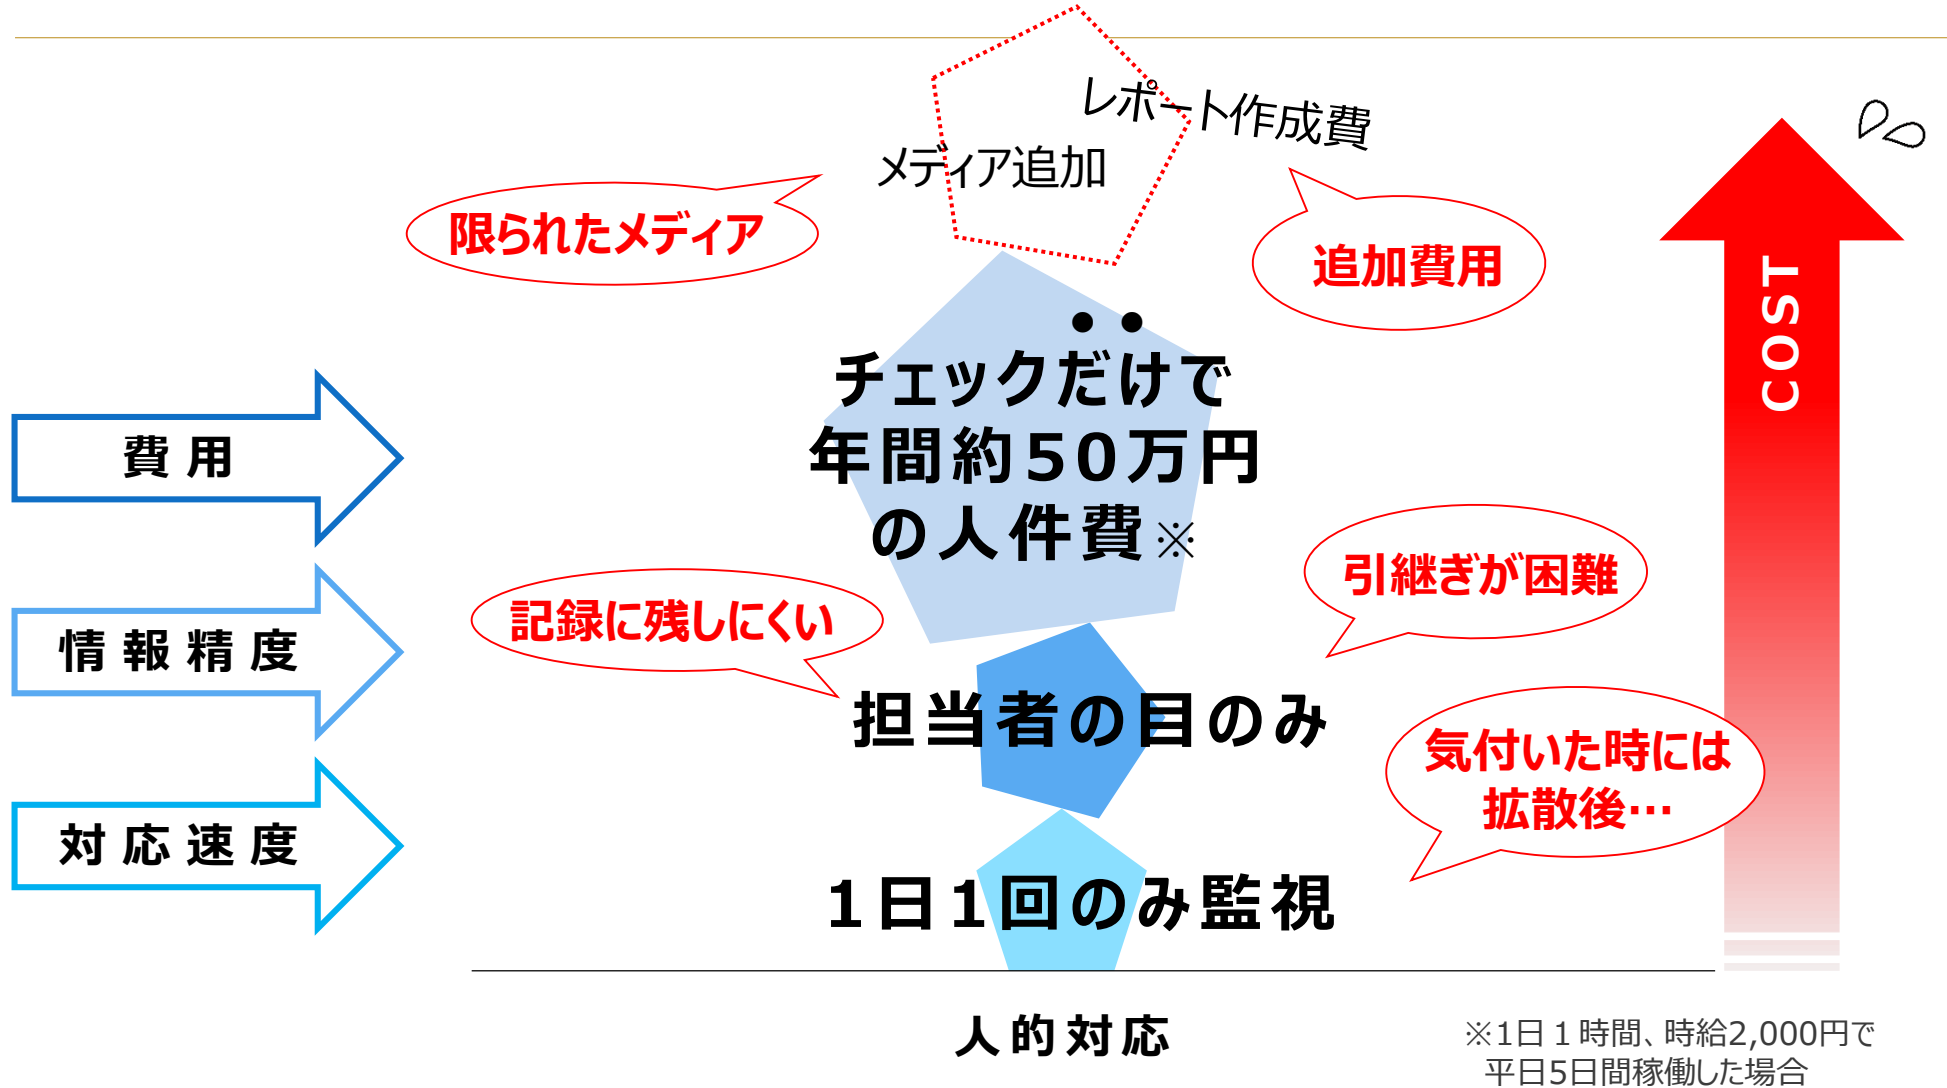 レポート作成費
メディア追加
限られたメディア
追加費用
COST
チェックだけで
年間約50万円
の人件費※
費用
情報精度
対応速度
記録に残しにくい
引継ぎが困難
担当者の目のみ
気付いた時には
拡散後…
1日1回のみ監視
人的対応
※1日１時間、時給2,000円で
平日5日間稼働した場合